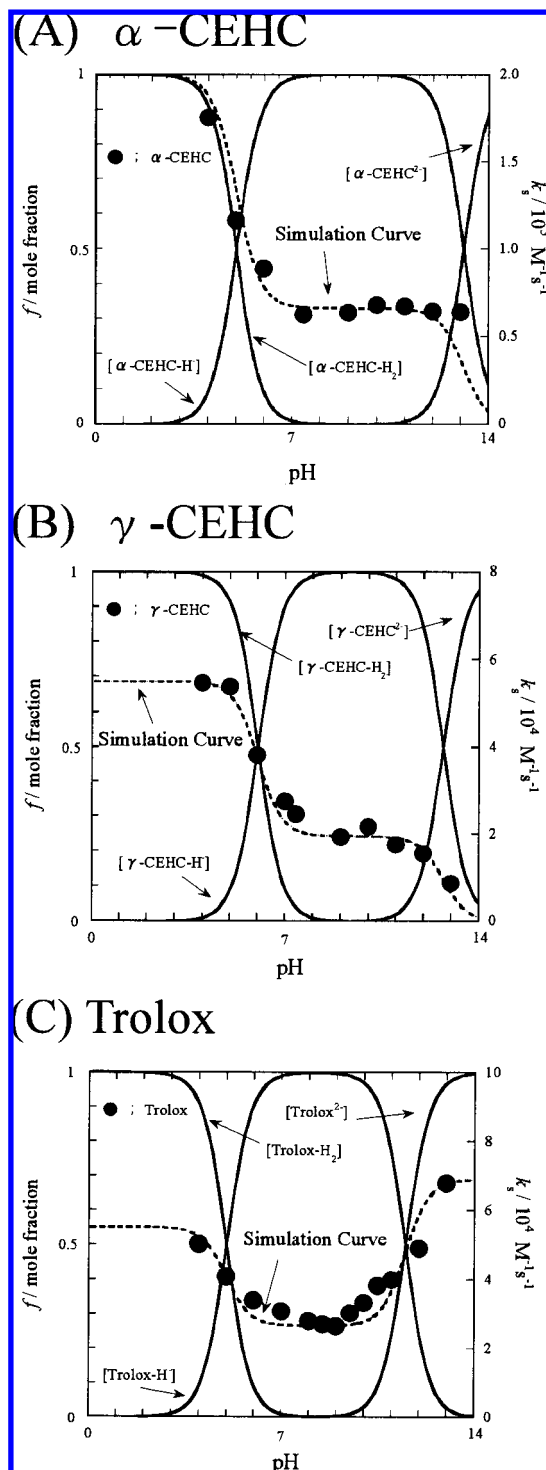 (A) α-CEHC
1
0.5
0
f / mole fraction
● ; α-CEHC
[α-CEHC²⁻]
Simulation Curve
[α-CEHC-H⁻]
[α-CEHC-H₂]
2.0
1.5
1.0
0.5
0
kₛ / 10⁵ M⁻¹s⁻¹
0 7 14
pH
(B) γ-CEHC
1
0.5
0
f / mole fraction
● ; γ-CEHC
[γ-CEHC²⁻]
[γ-CEHC-H₂]
Simulation Curve
[γ-CEHC-H⁻]
8
6
4
2
0
kₛ / 10⁴ M⁻¹s⁻¹
0 7 14
pH
(C) Trolox
1
0.5
0
f / mole fraction
● ; Trolox
[Trolox²⁻]
[Trolox-H₂]
Simulation Curve
[Trolox-H⁻]
10
8
6
4
2
0
kₛ / 10⁴ M⁻¹s⁻¹
0 7 14
pH